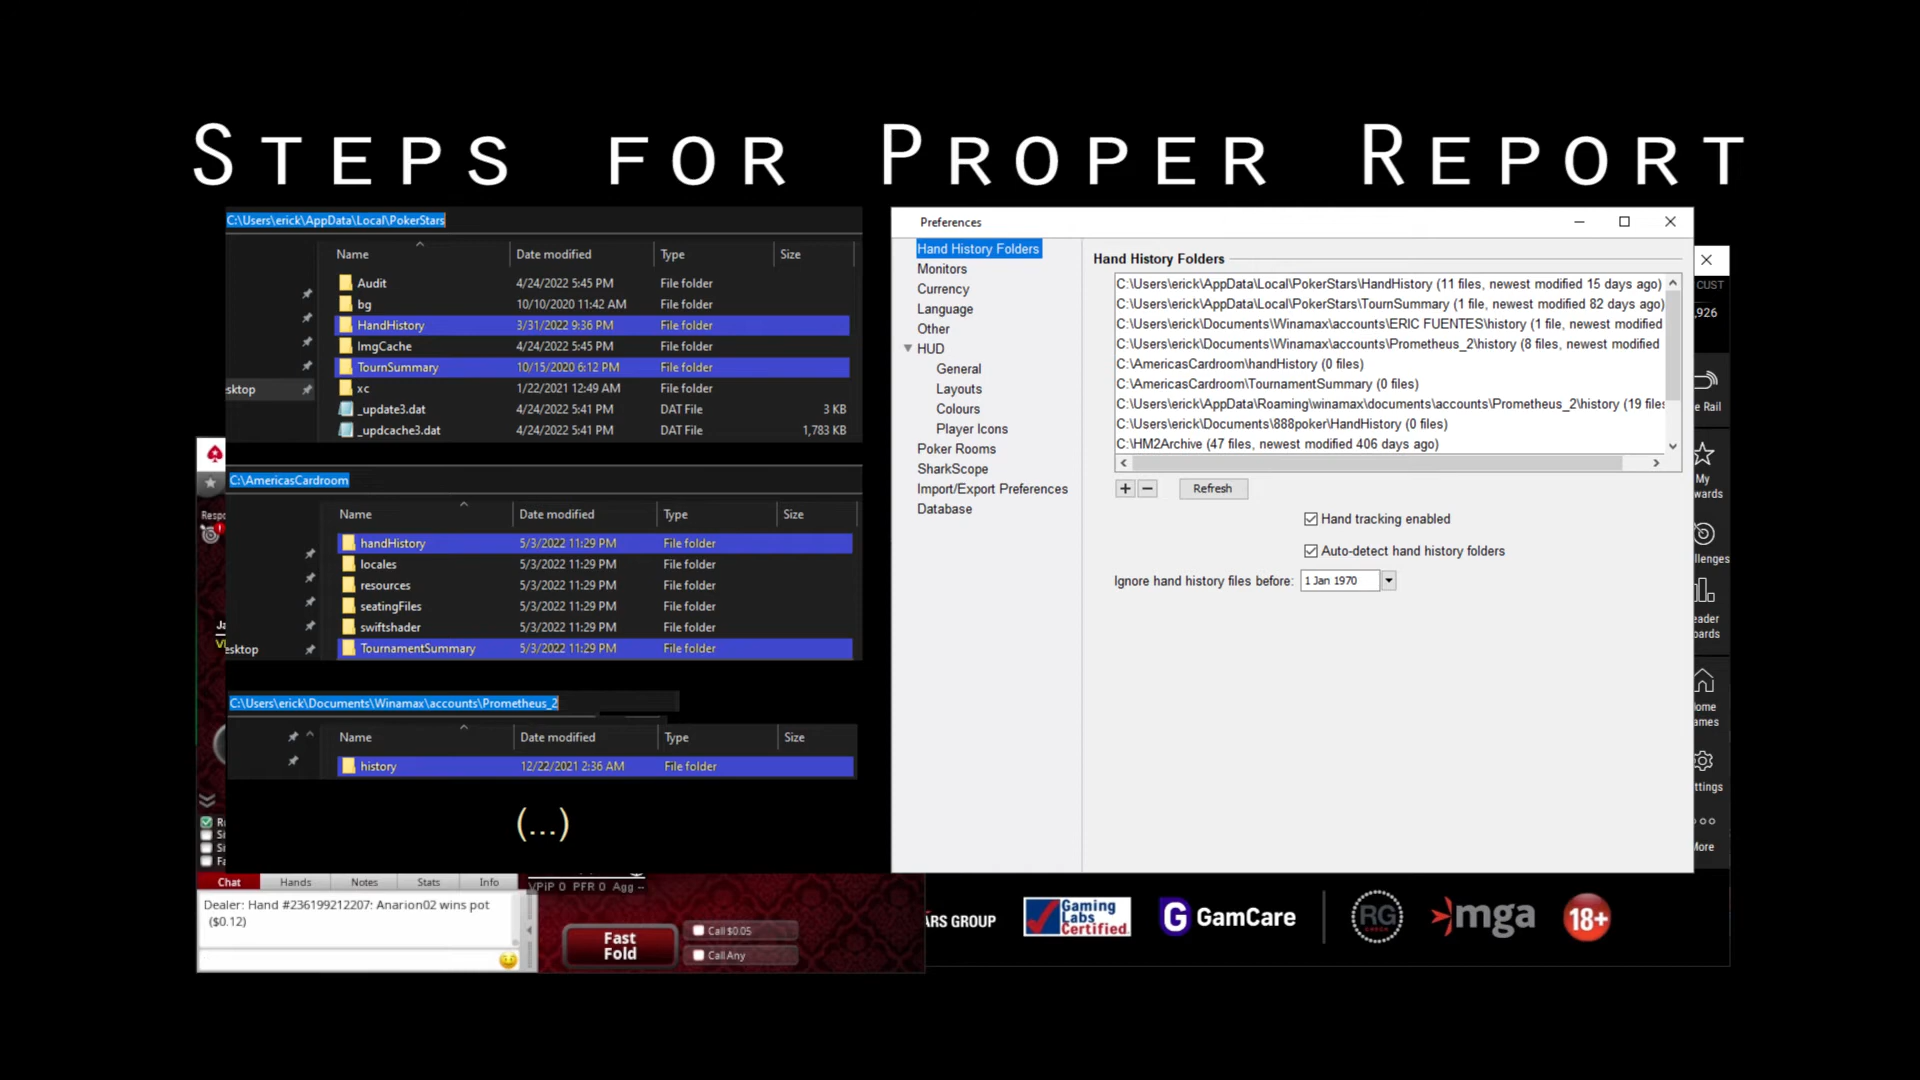 STEPS FOR PROPER REPORT
C:\Users\erick\AppData\Local\PokerStars
Name Date modified Type Size
Audit 4/24/2022 5:45 PM File folder
bg 10/10/2020 11:42 AM File folder
HandHistory 3/31/2022 9:36 PM File folder
ImgCache 4/24/2022 5:45 PM File folder
TournSummary 10/15/2020 6:12 PM File folder
esktop xc 1/22/2021 12:49 AM File folder
_update3.dat 4/24/2022 5:41 PM DAT File 3 KB
_updcache3.dat 4/24/2022 5:41 PM DAT File 1,783 KB
C:\AmericasCardroom
Name Date modified Type Size
handHistory 5/3/2022 11:29 PM File folder
locales 5/3/2022 11:29 PM File folder
resources 5/3/2022 11:29 PM File folder
seatingFiles 5/3/2022 11:29 PM File folder
swiftshader 5/3/2022 11:29 PM File folder
esktop TournamentSummary 5/3/2022 11:29 PM File folder
C:\Users\erick\Documents\Winamax\accounts\Prometheus_2
Name Date modified Type Size
history 12/22/2021 2:36 AM File folder
(...)
Chat Hands Notes Stats Info
Dealer: Hand #236199212207: Anarion02 wins pot
($0.12)
VPIP 0 PFR 0 Agg --
Fast
Fold
Call $0.05
Call Any
Preferences
Hand History Folders
Monitors
Currency
Language
Other
HUD
General
Layouts
Colours
Player Icons
Poker Rooms
SharkScope
Import/Export Preferences
Database
Hand History Folders
C:\Users\erick\AppData\Local\PokerStars\HandHistory (11 files, newest modified 15 days ago)
C:\Users\erick\AppData\Local\PokerStars\TournSummary (1 file, newest modified 82 days ago)
C:\Users\erick\Documents\Winamax\accounts\ERIC FUENTES\history (1 file, newest modified
C:\Users\erick\Documents\Winamax\accounts\Prometheus_2\history (8 files, newest modified
C:\AmericasCardroom\handHistory (0 files)
C:\AmericasCardroom\TournamentSummary (0 files)
C:\Users\erick\AppData\Roaming\winamax\documents\accounts\Prometheus_2\history (19 files
C:\Users\erick\Documents\888poker\HandHistory (0 files)
C:\HM2Archive (47 files, newest modified 406 days ago)
+ − Refresh
Hand tracking enabled
Auto-detect hand history folders
Ignore hand history files before: 1 Jan 1970
CUST
,926
e Rail
My
wards
llenges
eader
oards
ome
ames
ttings
More
ARS GROUP
Gaming
Labs
Certified
GamCare
RG
mga
18+